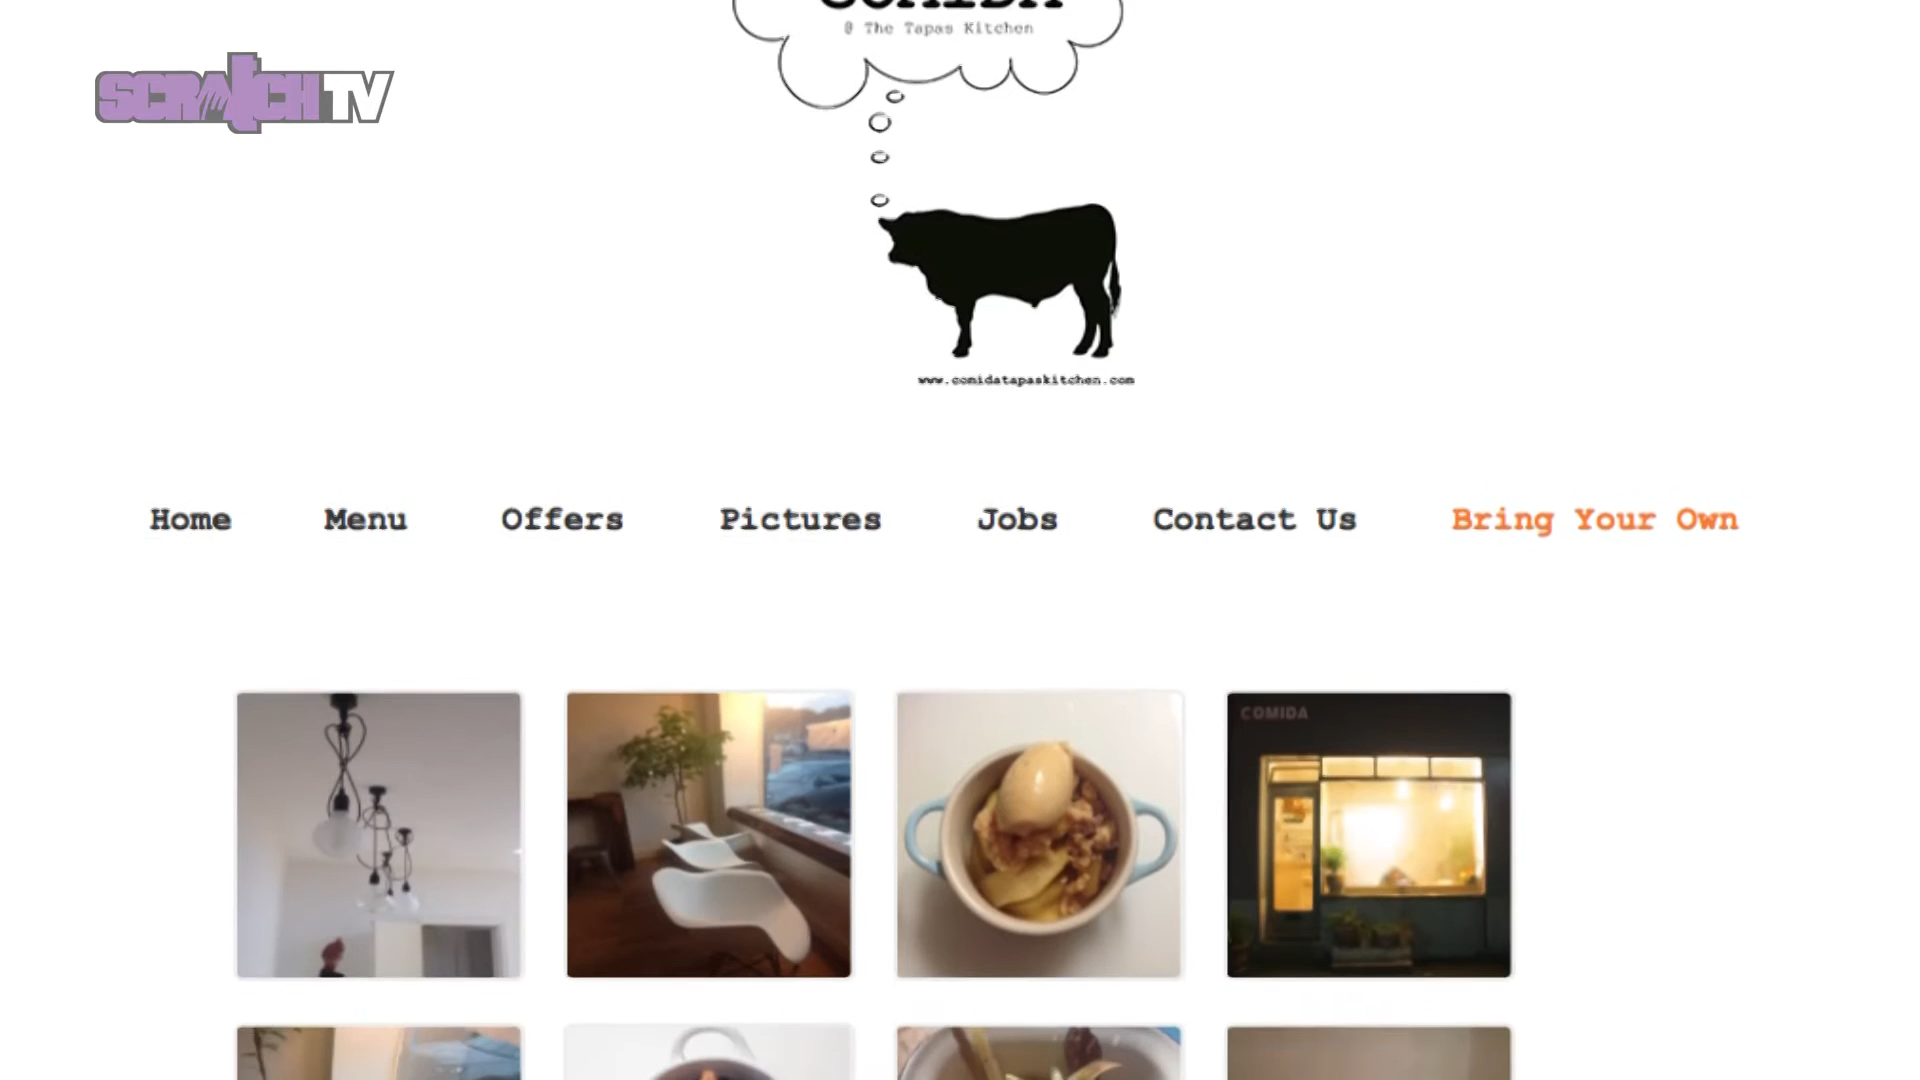 COMIDA
@ The Tapas Kitchen
SCRATCH TV
www.comidatapaskitchen.com
Home Menu Offers Pictures Jobs Contact Us Bring Your Own
COMIDA